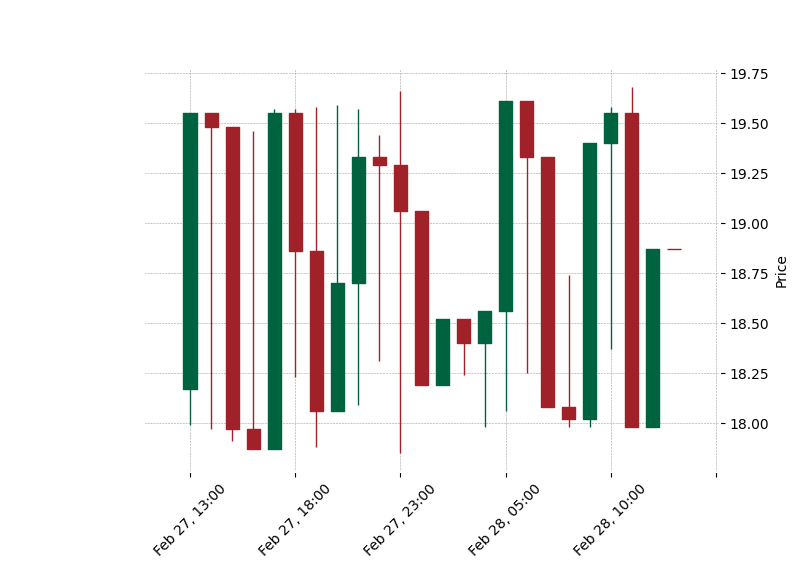 19.75
19.50
19.25
19.00
18.75
18.50
18.25
18.00
Price
Feb 27, 13:00
Feb 27, 18:00
Feb 27, 23:00
Feb 28, 05:00
Feb 28, 10:00